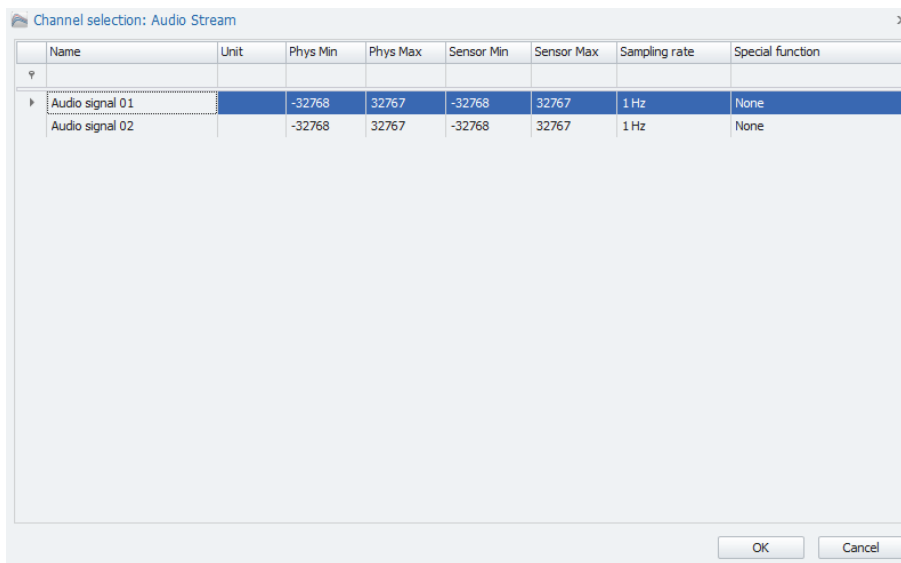 Channel selection: Audio Stream
Name Unit Phys Min Phys Max Sensor Min Sensor Max Sampling rate Special function
Audio signal 01 -32768 32767 -32768 32767 1 Hz None
Audio signal 02 -32768 32767 -32768 32767 1 Hz None
OK Cancel